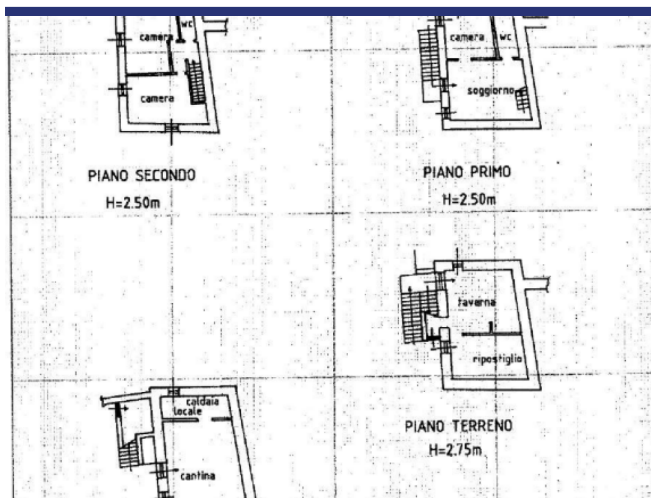 wc
camera
camera
PIANO SECONDO
H=2.50m
camera
wc
soggiorno
PIANO PRIMO
H=2.50m
taverna
ripostiglio
PIANO TERRENO
H=2.75m
caldaia
locale
cantina